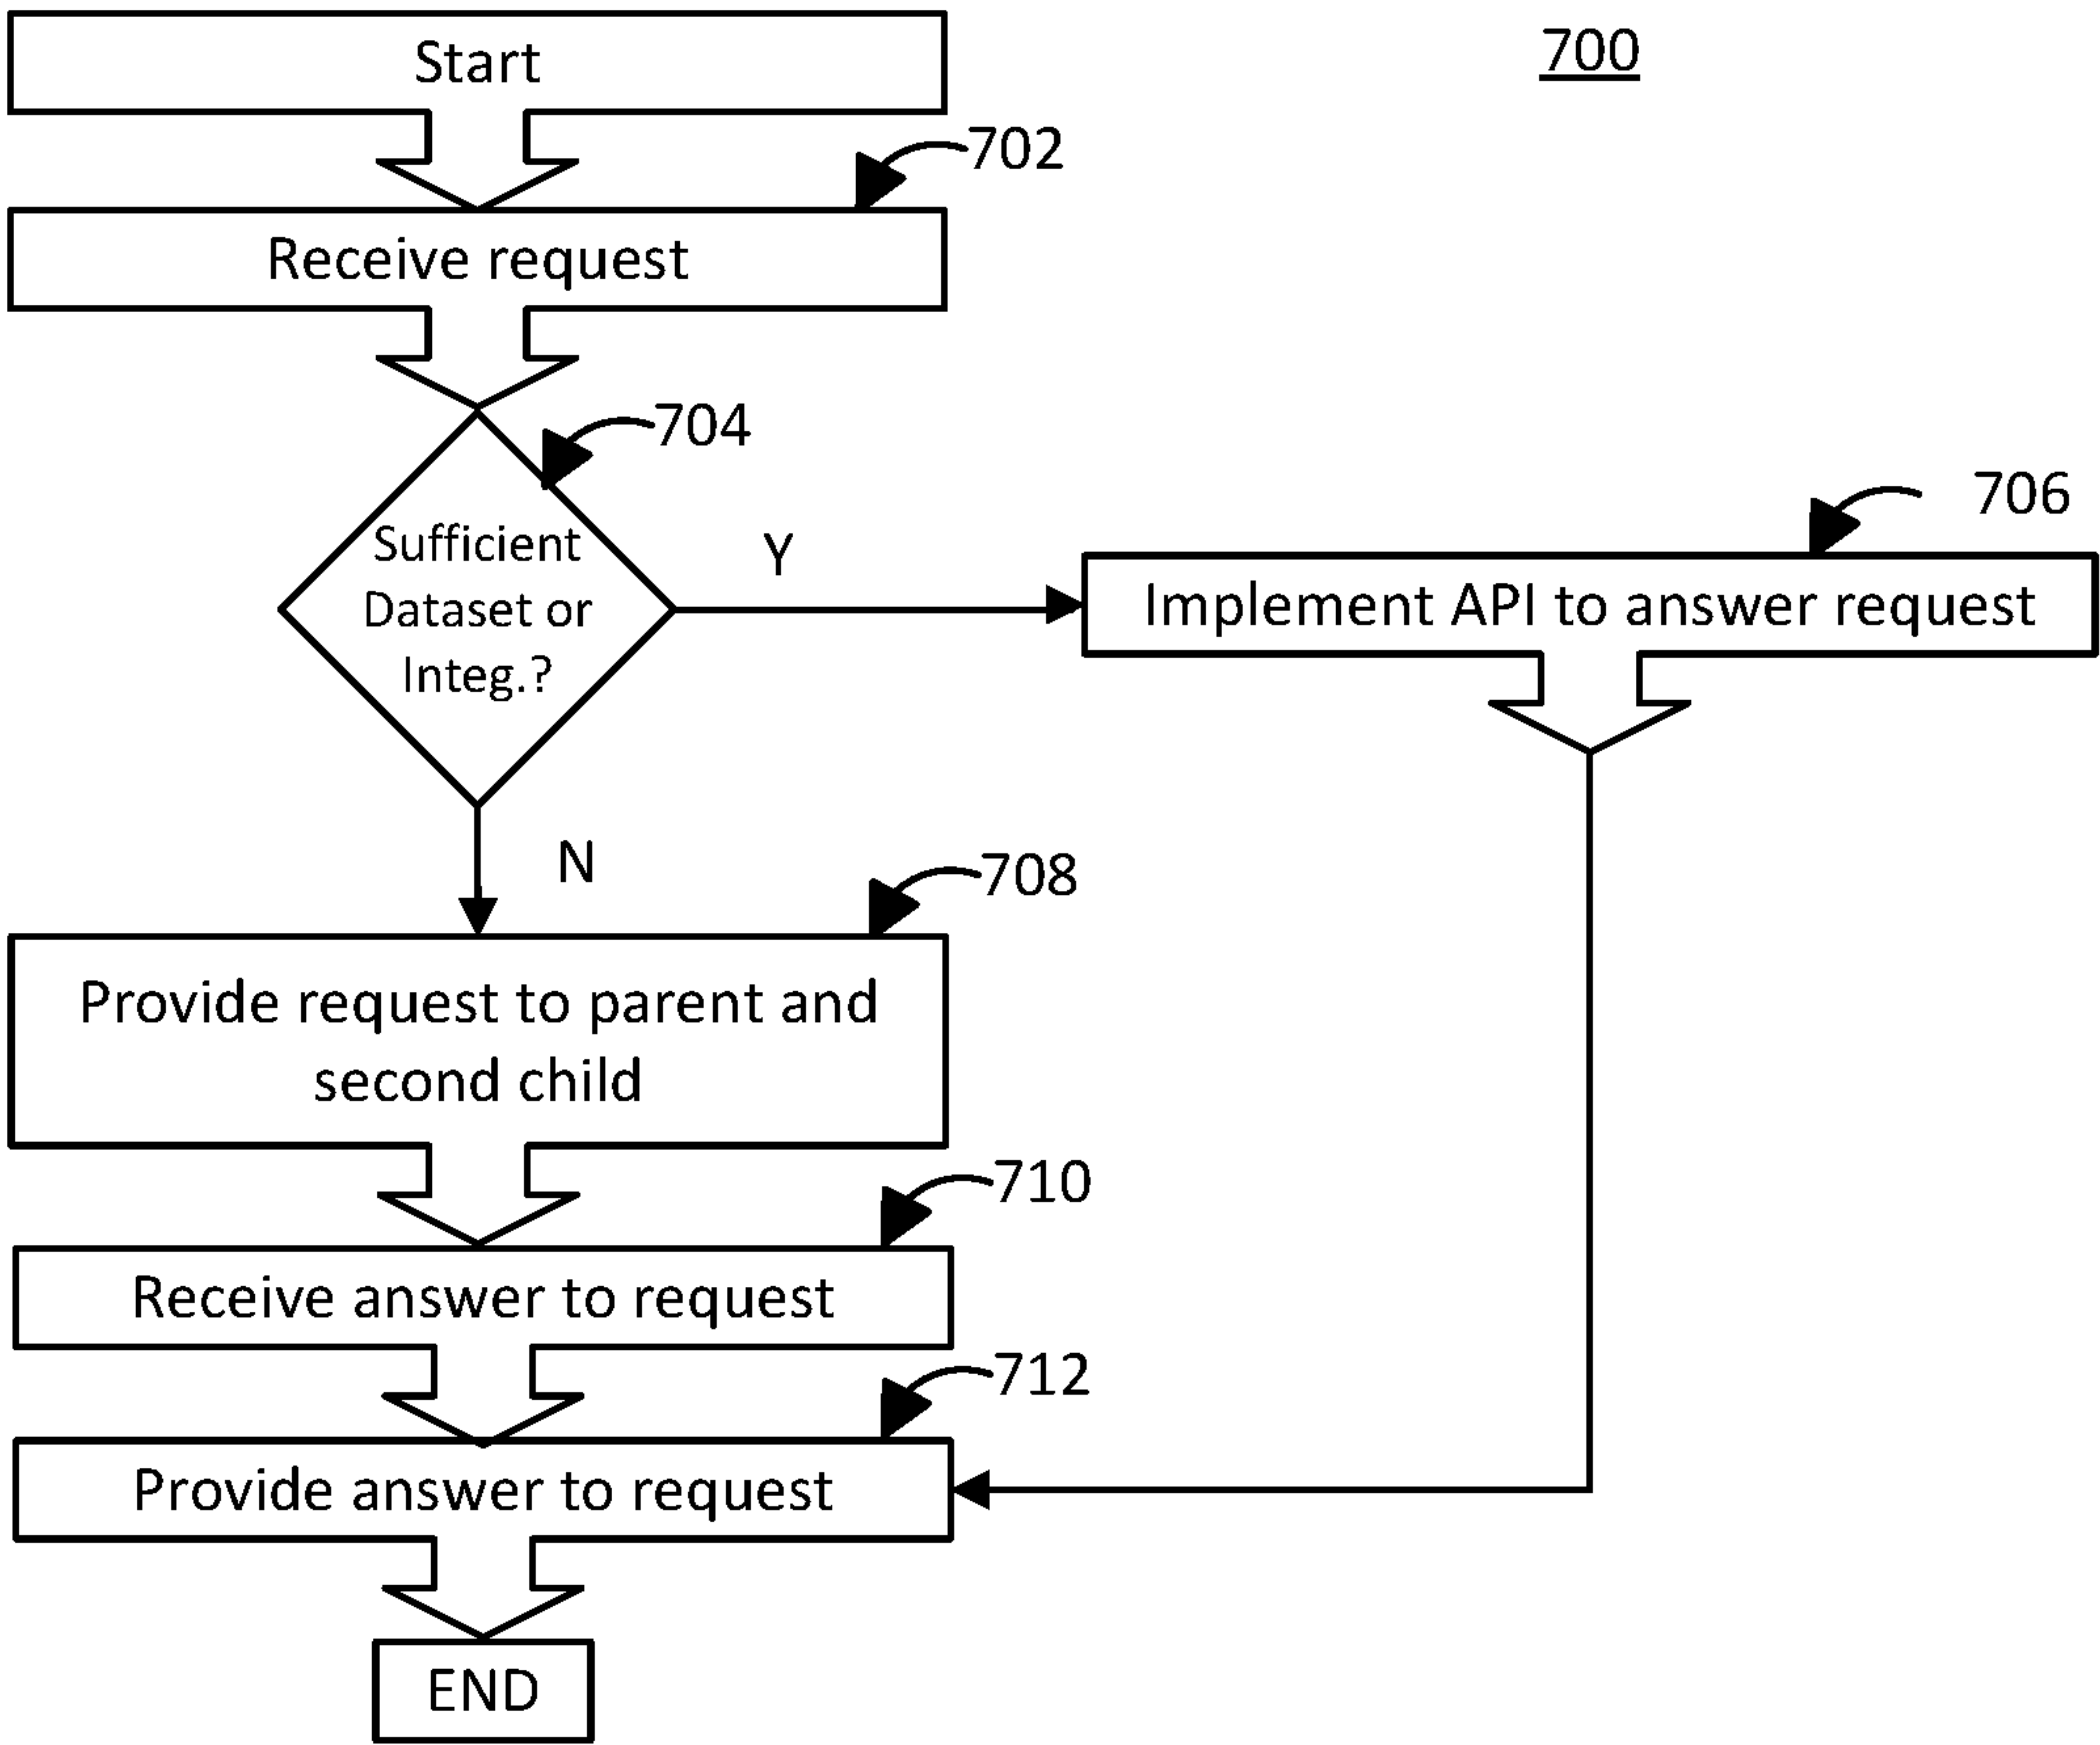 Start
700
702
Receive request
704
Sufficient
Dataset or
Integ.?
Y
706
Implement API to answer request
N
708
Provide request to parent and
second child
710
Receive answer to request
712
Provide answer to request
END